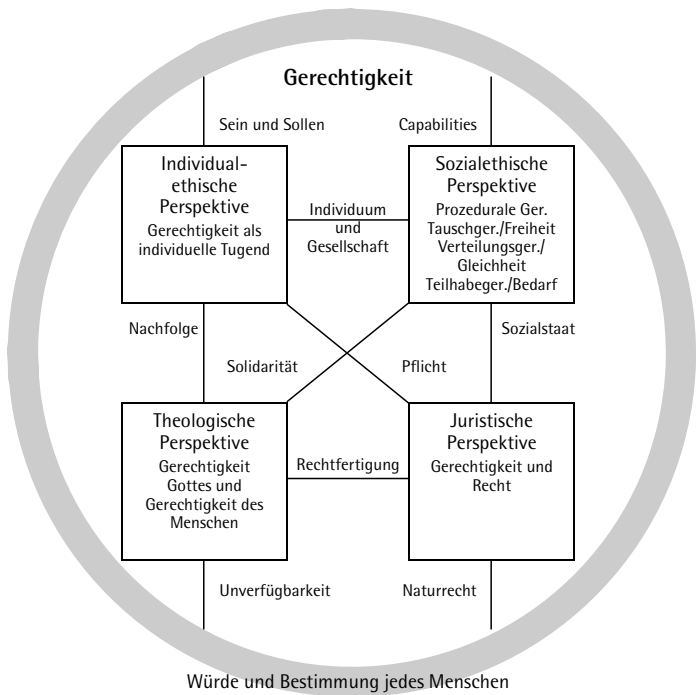 Gerechtigkeit
Sein und Sollen
Capabilities
Individual-
ethische
Perspektive
Gerechtigkeit als
individuelle Tugend
Individuum
und
Gesellschaft
Sozialethische
Perspektive
Prozedurale Ger.
Tauschger./Freiheit
Verteilungsger./
Gleichheit
Teilhabeger./Bedarf
Nachfolge
Sozialstaat
Solidarität
Pflicht
Theologische
Perspektive
Gerechtigkeit
Gottes und
Gerechtigkeit des
Menschen
Rechtfertigung
Juristische
Perspektive
Gerechtigkeit und
Recht
Unverfügbarkeit
Naturrecht
Würde und Bestimmung jedes Menschen